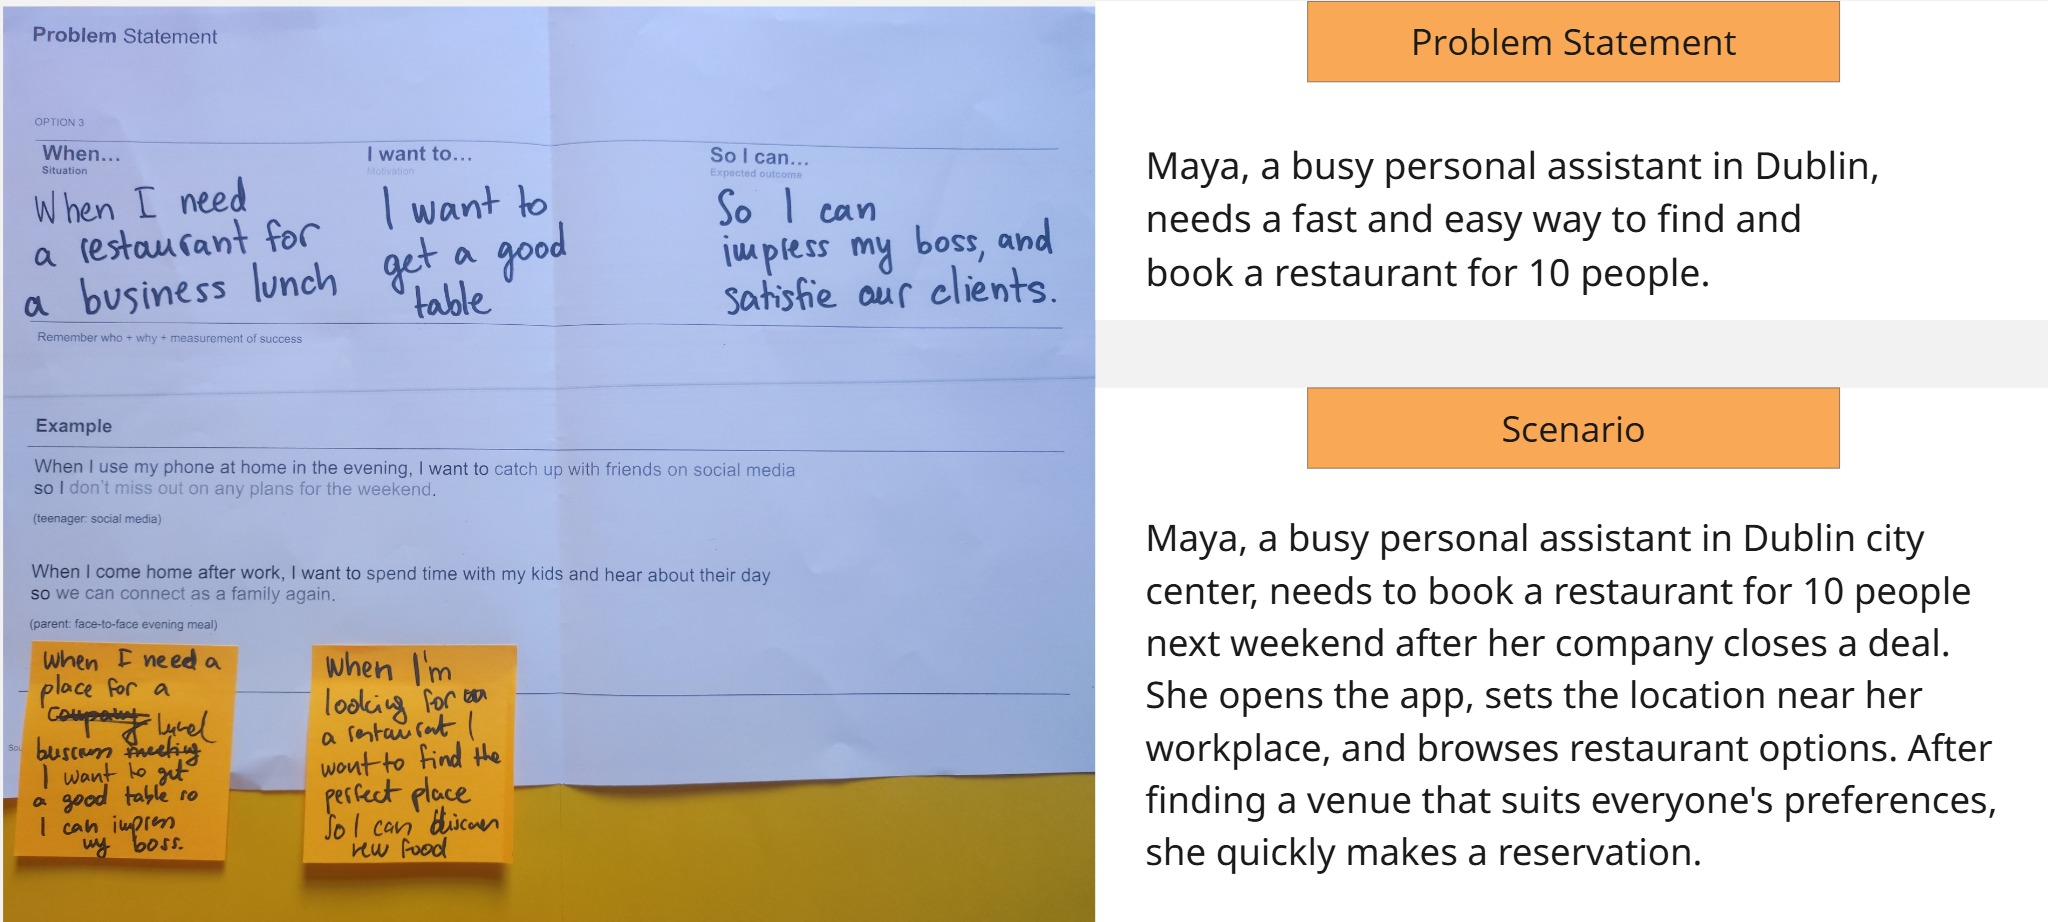 Problem Statement
OPTION 3
When...
Situation
When I need
a restaurant for
a business lunch
I want to...
Motivation
I want to
get a good
table
So I can...
Expected outcome
So I can
impress my boss, and
satisfie our clients.
Remember who + why + measurement of success
Example
When I use my phone at home in the evening, I want to catch up with friends on social media
so I don't miss out on any plans for the weekend.
(teenager: social media)
When I come home after work, I want to spend time with my kids and hear about their day
so we can connect as a family again.
(parent: face-to-face evening meal)
Sou
When I need a
place for a
company
I want to get
a good table so
I can impress
my boss.
When I'm
looking for
a restaurant I
want to find the
perfect place
So I can discover
new food
Problem Statement
Maya, a busy personal assistant in Dublin,
needs a fast and easy way to find and
book a restaurant for 10 people.
Scenario
Maya, a busy personal assistant in Dublin city
center, needs to book a restaurant for 10 people
next weekend after her company closes a deal.
She opens the app, sets the location near her
workplace, and browses restaurant options. After
finding a venue that suits everyone's preferences,
she quickly makes a reservation.